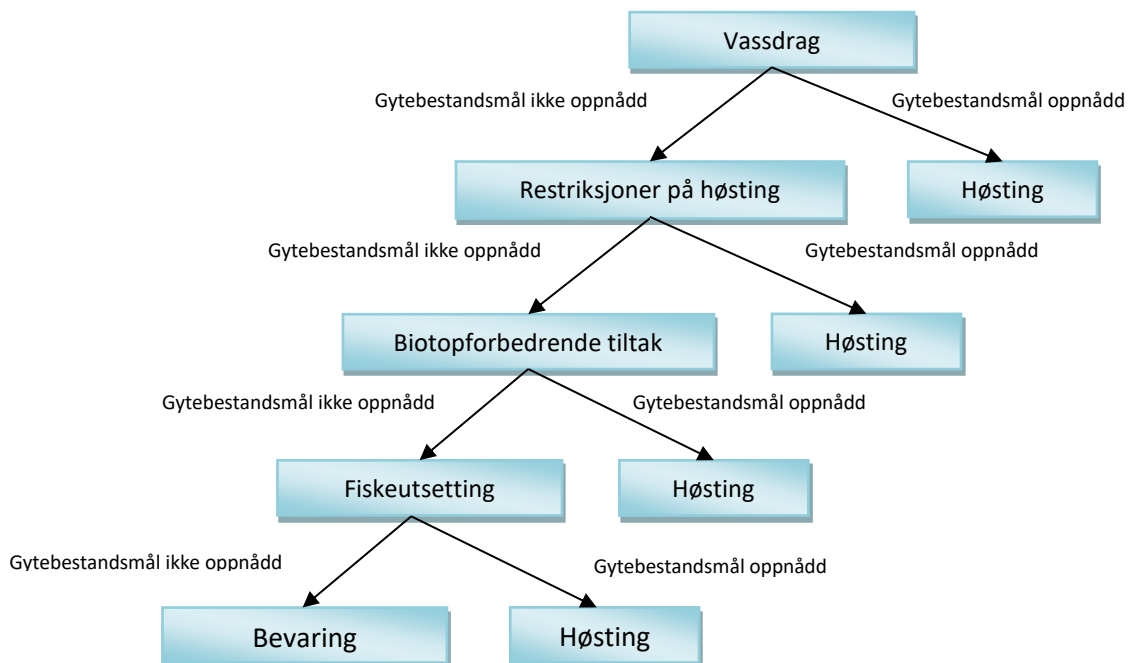 Vassdrag
Gytebestandsmål ikke oppnådd
Gytebestandsmål oppnådd
Restriksjoner på høsting
Høsting
Gytebestandsmål ikke oppnådd
Gytebestandsmål oppnådd
Biotopforbedrende tiltak
Høsting
Gytebestandsmål ikke oppnådd
Gytebestandsmål oppnådd
Fiskeutsetting
Høsting
Gytebestandsmål ikke oppnådd
Gytebestandsmål oppnådd
Bevaring
Høsting